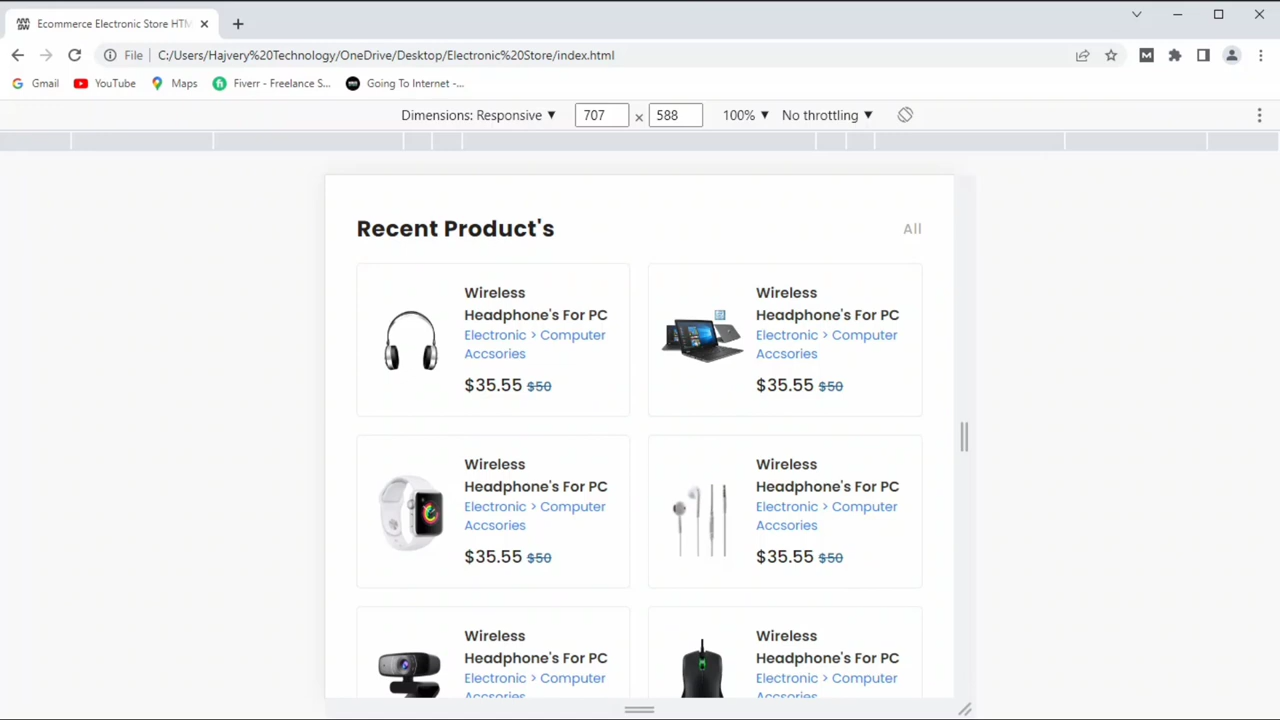 Ecommerce Electronic Store HTM
File
C:/Users/Hajvery%20Technology/OneDrive/Desktop/Electronic%20Store/index.html
M
G Gmail YouTube Maps Fiverr - Freelance S... Going To Internet -...
Dimensions: Responsive 707 × 588 100% No throttling
Recent Product's
All
Wireless
Headphone's For PC
Electronic > Computer
Accsories
$35.55 $50
Wireless
Headphone's For PC
Electronic > Computer
Accsories
$35.55 $50
Wireless
Headphone's For PC
Electronic > Computer
Accsories
$35.55 $50
Wireless
Headphone's For PC
Electronic > Computer
Accsories
$35.55 $50
Wireless
Headphone's For PC
Electronic > Computer
Accsories
Wireless
Headphone's For PC
Electronic > Computer
Accsories